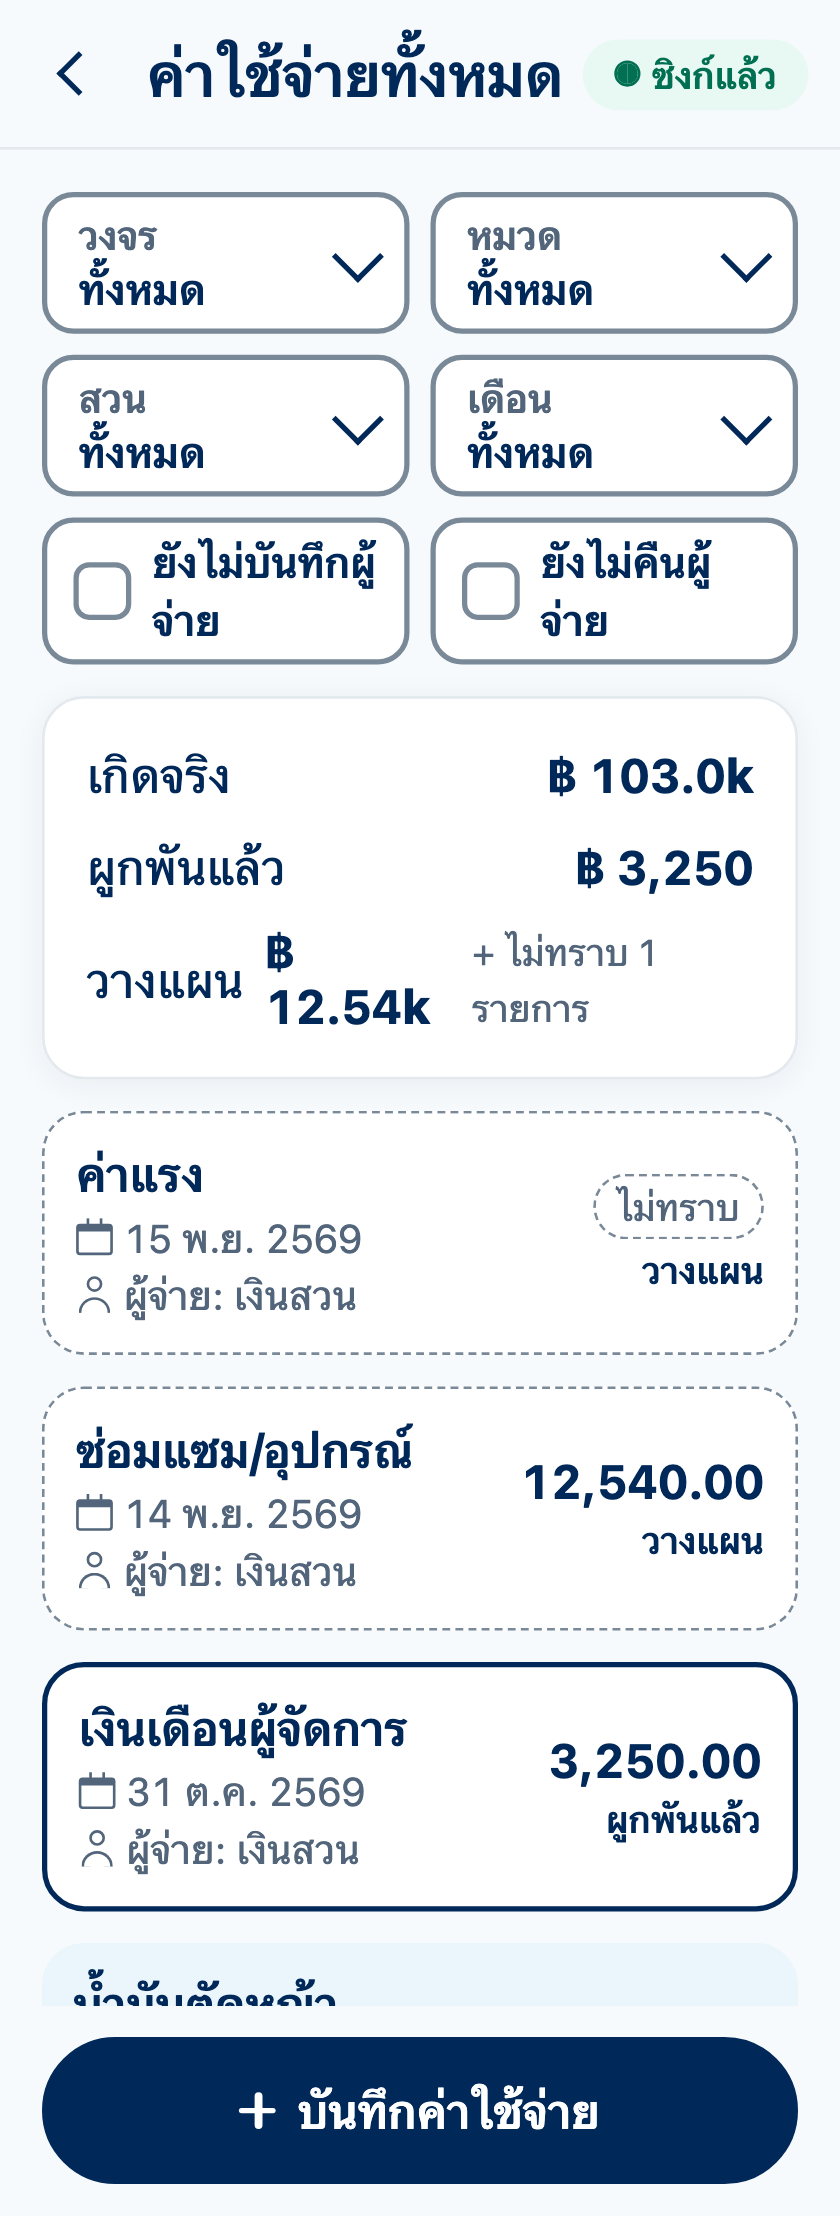 ค่าใช้จ่ายทั้งหมด
ซิงก์แล้ว
วงจร
ทั้งหมด
หมวด
ทั้งหมด
สวน
ทั้งหมด
เดือน
ทั้งหมด
ยังไม่บันทึกผู้
จ่าย
ยังไม่คืนผู้
จ่าย
เกิดจริง
฿ 103.0k
ผูกพันแล้ว
฿ 3,250
วางแผน
฿
12.54k
+ ไม่ทราบ 1
รายการ
ค่าแรง
15 พ.ย. 2569
ผู้จ่าย: เงินสวน
ไม่ทราบ
วางแผน
ซ่อมแซม/อุปกรณ์
14 พ.ย. 2569
ผู้จ่าย: เงินสวน
12,540.00
วางแผน
เงินเดือนผู้จัดการ
31 ต.ค. 2569
ผู้จ่าย: เงินสวน
3,250.00
ผูกพันแล้ว
น้ำมันตัดหญ้า
+ บันทึกค่าใช้จ่าย